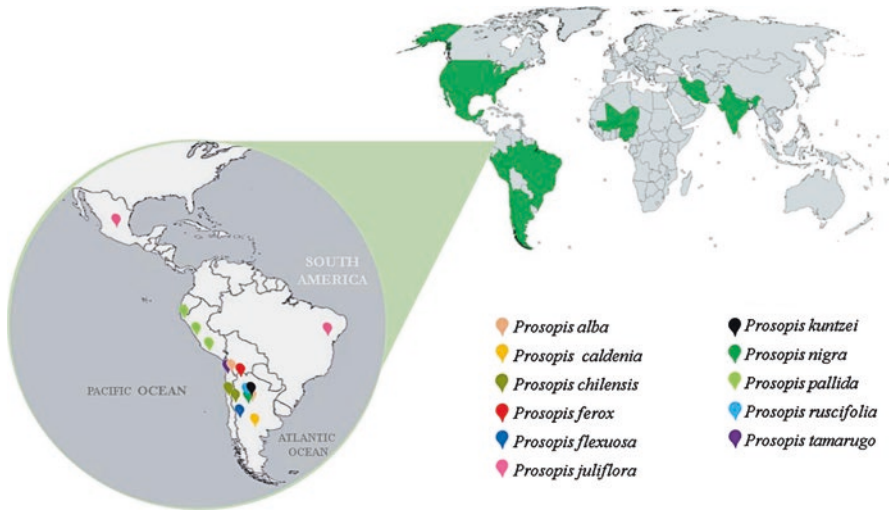 SOUTH
AMERICA
PACIFIC OCEAN
ATLANTIC
OCEAN
Prosopis alba
Prosopis caldenia
Prosopis chilensis
Prosopis ferox
Prosopis flexuosa
Prosopis juliflora
Prosopis kuntzei
Prosopis nigra
Prosopis pallida
Prosopis ruscifolia
Prosopis tamarugo